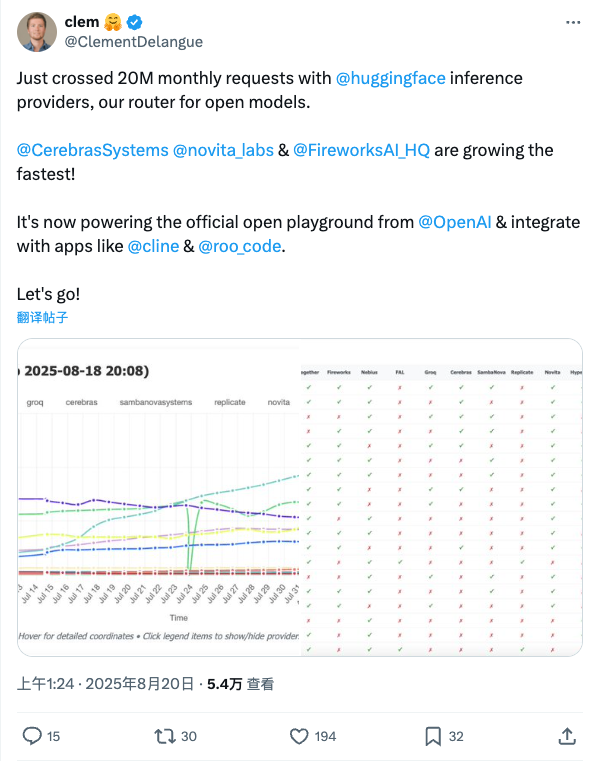 clem 🤗
@ClementDelangue
Just crossed 20M monthly requests with @huggingface inference
providers, our router for open models.
@CerebrasSystems @novita_labs & @FireworksAI_HQ are growing the
fastest!
It's now powering the official open playground from @OpenAI & integrate
with apps like @cline & @roo_code.
Let's go!
翻译帖子
2025-08-18 20:08)
groq cerebras sambanovasystems replicate novita
Jul 14 Jul 15 Jul 16 Jul 17 Jul 18 Jul 19 Jul 20 Jul 21 Jul 22 Jul 23 Jul 24 Jul 25 Jul 26 Jul 27 Jul 28 Jul 29 Jul 30 Jul 31
Time
Hover for detailed coordinates • Click legend items to show/hide provider
ogether Fireworks Nebius FAL Groq Cerebras SambaNova Replicate Novita Hype
上午1:24 · 2025年8月20日 · 5.4万 查看
15 30 194 32